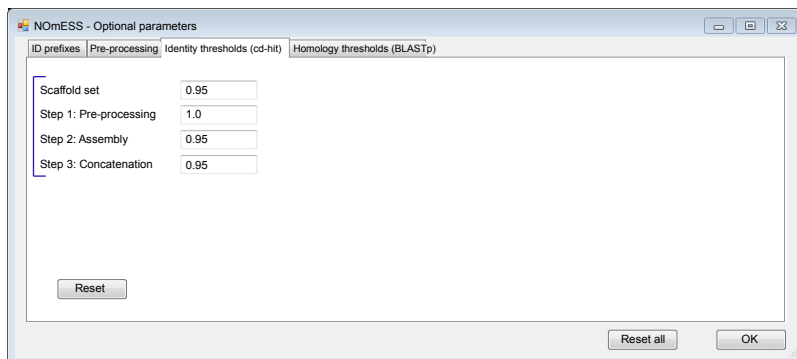 NOmESS - Optional parameters
ID prefixes Pre-processing Identity thresholds (cd-hit) Homology thresholds (BLASTp)
Scaffold set 0.95
Step 1: Pre-processing 1.0
Step 2: Assembly 0.95
Step 3: Concatenation 0.95
Reset
Reset all OK